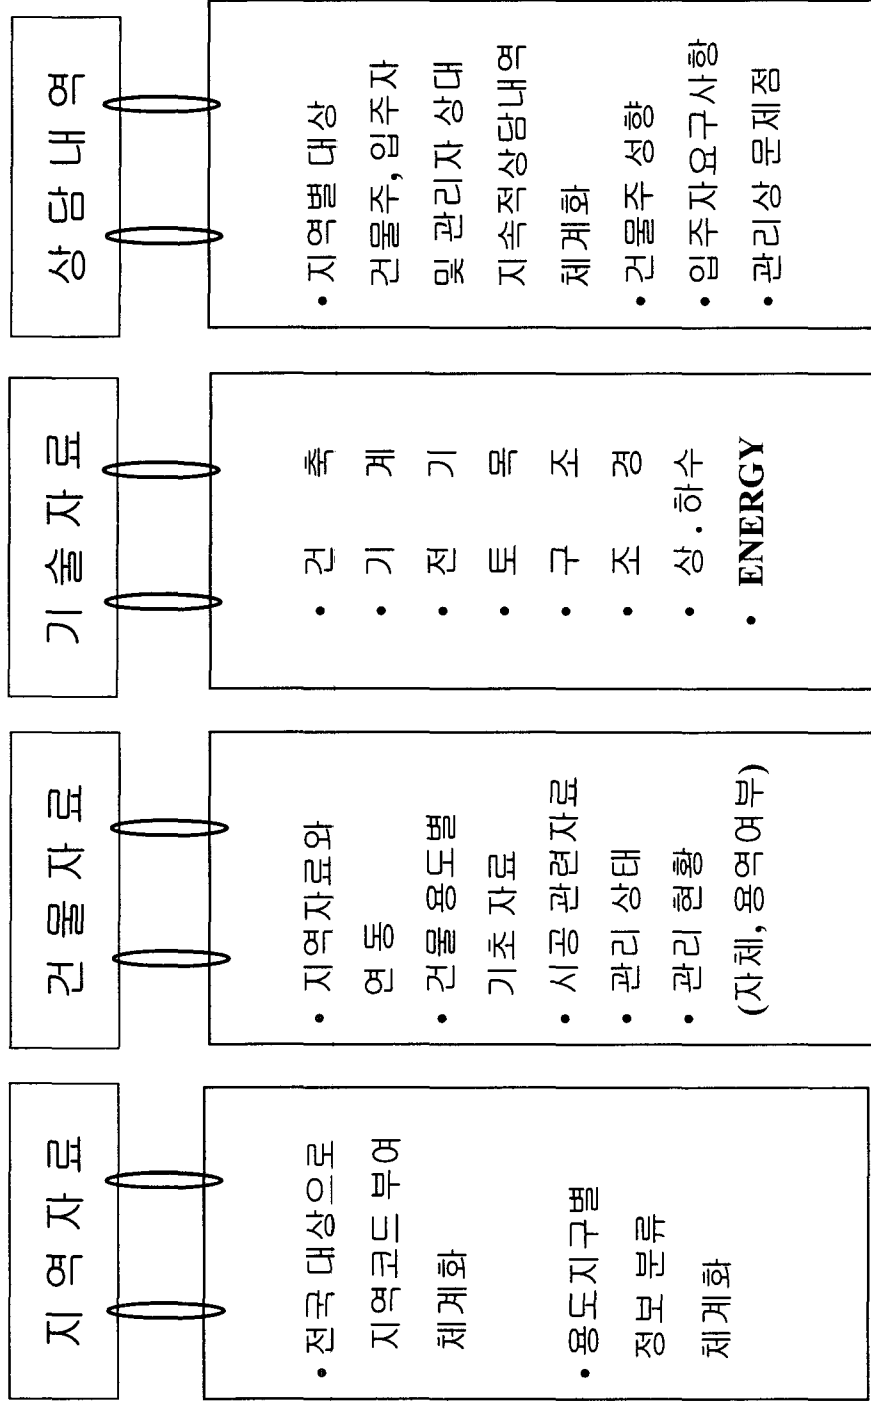 지역자료
• 전국 대상으로
지역코드 부여
체계화
• 용도지구별
정보 분류
체계화
건물자료
• 지역자료와
연동
• 건물 용도별
기초 자료
• 시공 관련자료
• 관리 상태
• 관리 현황
(자체, 용역여부)
기술자료
• 건 축
• 기 계
• 전 기
• 토 목
• 구 조
• 조 경
• 상.하수
• ENERGY
상담내역
• 지역별 대상
건물주, 입주자
및 관리자 상대
지속적상담내역
체계화
• 건물주 성향
• 입주자요구사항
• 관리상 문제점